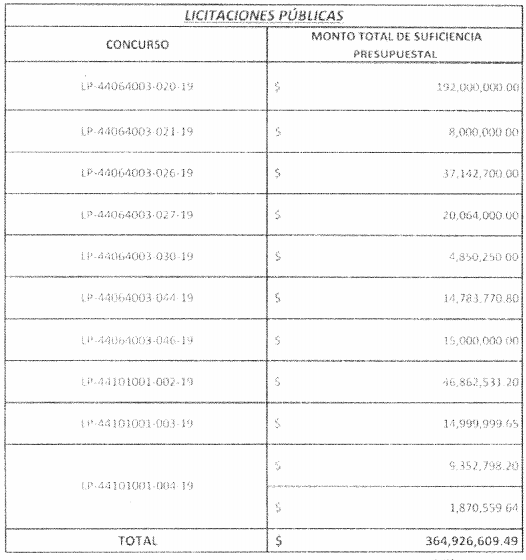 LICITACIONES PÚBLICAS
CONCURSO
MONTO TOTAL DE SUFICIENCIA
PRESUPUESTAL
LP-44064003-020-19 $ 192,000,000.00
LP-44064003-021-19 $ 8,000,000.00
LP-44064003-026-19 $ 37,142,700.00
LP-44064003-027-19 $ 20,064,000.00
LP-44064003-030-19 $ 4,850,250.00
LP-44064003-044-19 $ 14,783,770.80
LP-44064003-046-19 $ 15,000,000.00
LP-44101001-002-19 $ 46,862,531.20
LP-44101001-003-19 $ 14,999,999.65
LP-44101001-004-19 $ 9,352,798.20
$ 1,870,559.64
TOTAL $ 364,926,609.49